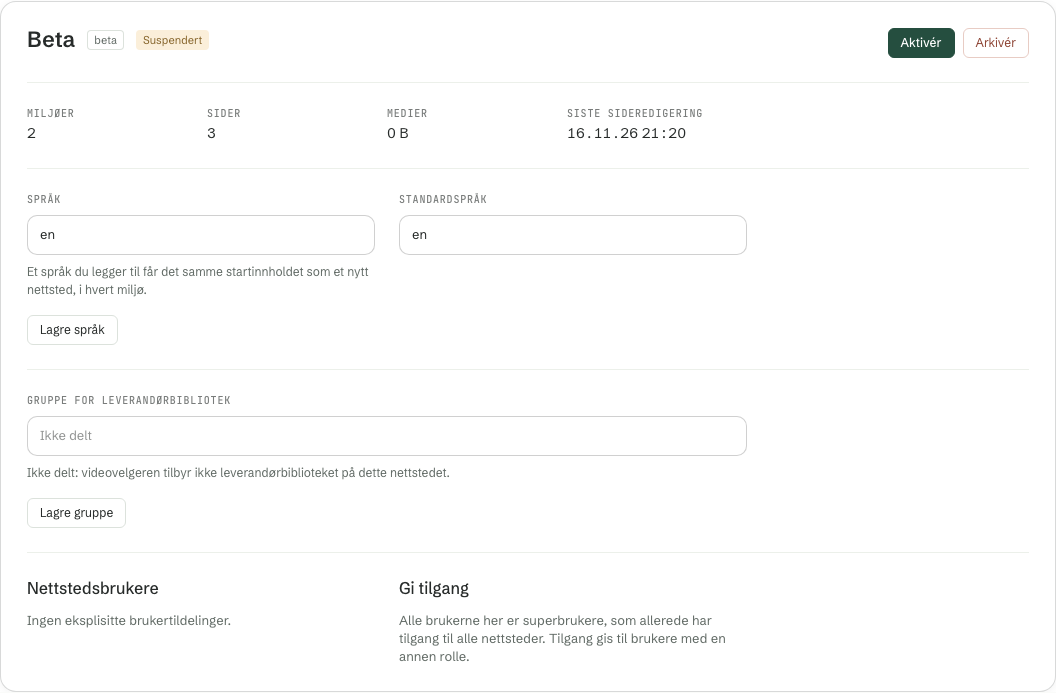 Beta
beta
Suspendert
Aktivér
Arkivér
MILJØER
2
SIDER
3
MEDIER
0 B
SISTE SIDEREDIGERING
16.11.26 21:20
SPRÅK
en
Et språk du legger til får det samme startinnholdet som et nytt
nettsted, i hvert miljø.
STANDARDSPRÅK
en
Lagre språk
GRUPPE FOR LEVERANDØRBIBLIOTEK
Ikke delt
Ikke delt: videovelgeren tilbyr ikke leverandørbiblioteket på dette nettstedet.
Lagre gruppe
Nettstedsbrukere
Ingen eksplisitte brukertildelinger.
Gi tilgang
Alle brukerne her er superbrukere, som allerede har
tilgang til alle nettsteder. Tilgang gis til brukere med en
annen rolle.